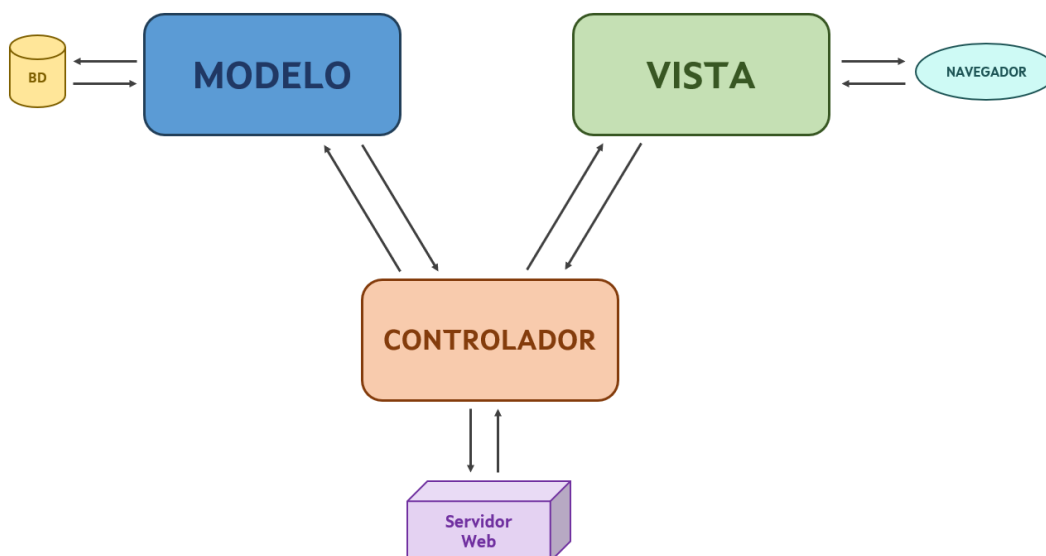 MODELO
VISTA
BD
NAVEGADOR
CONTROLADOR
Servidor
Web